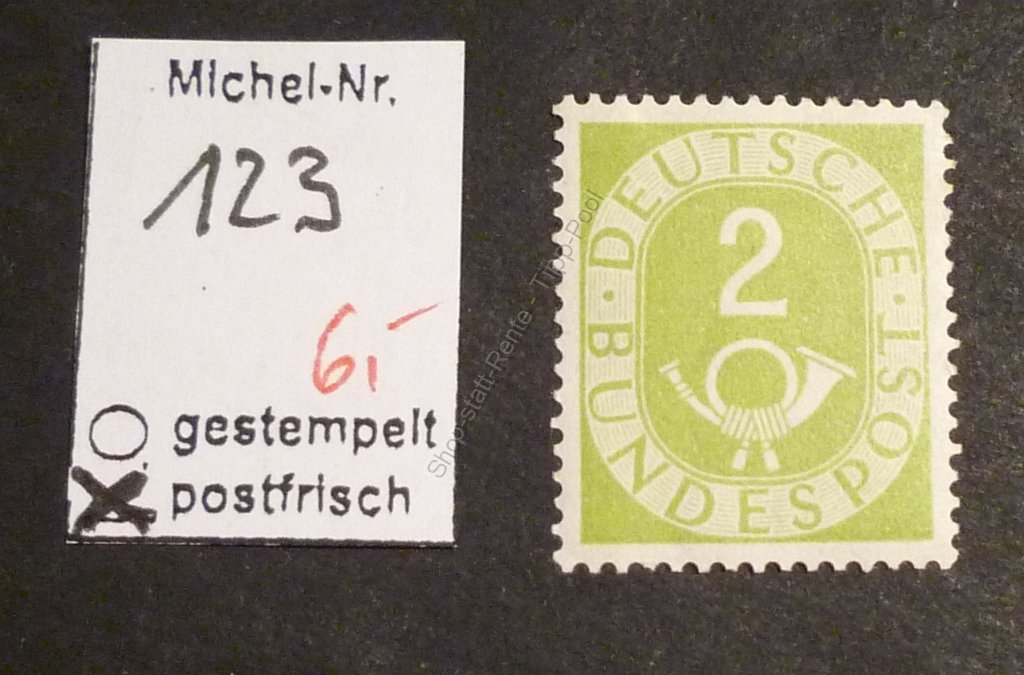 Michel-Nr.
123
6,-
gestempelt
postfrisch
DEUTSCHE · BUNDESPOST ·
2
Shop-statt-Rente - Tipp-Pool